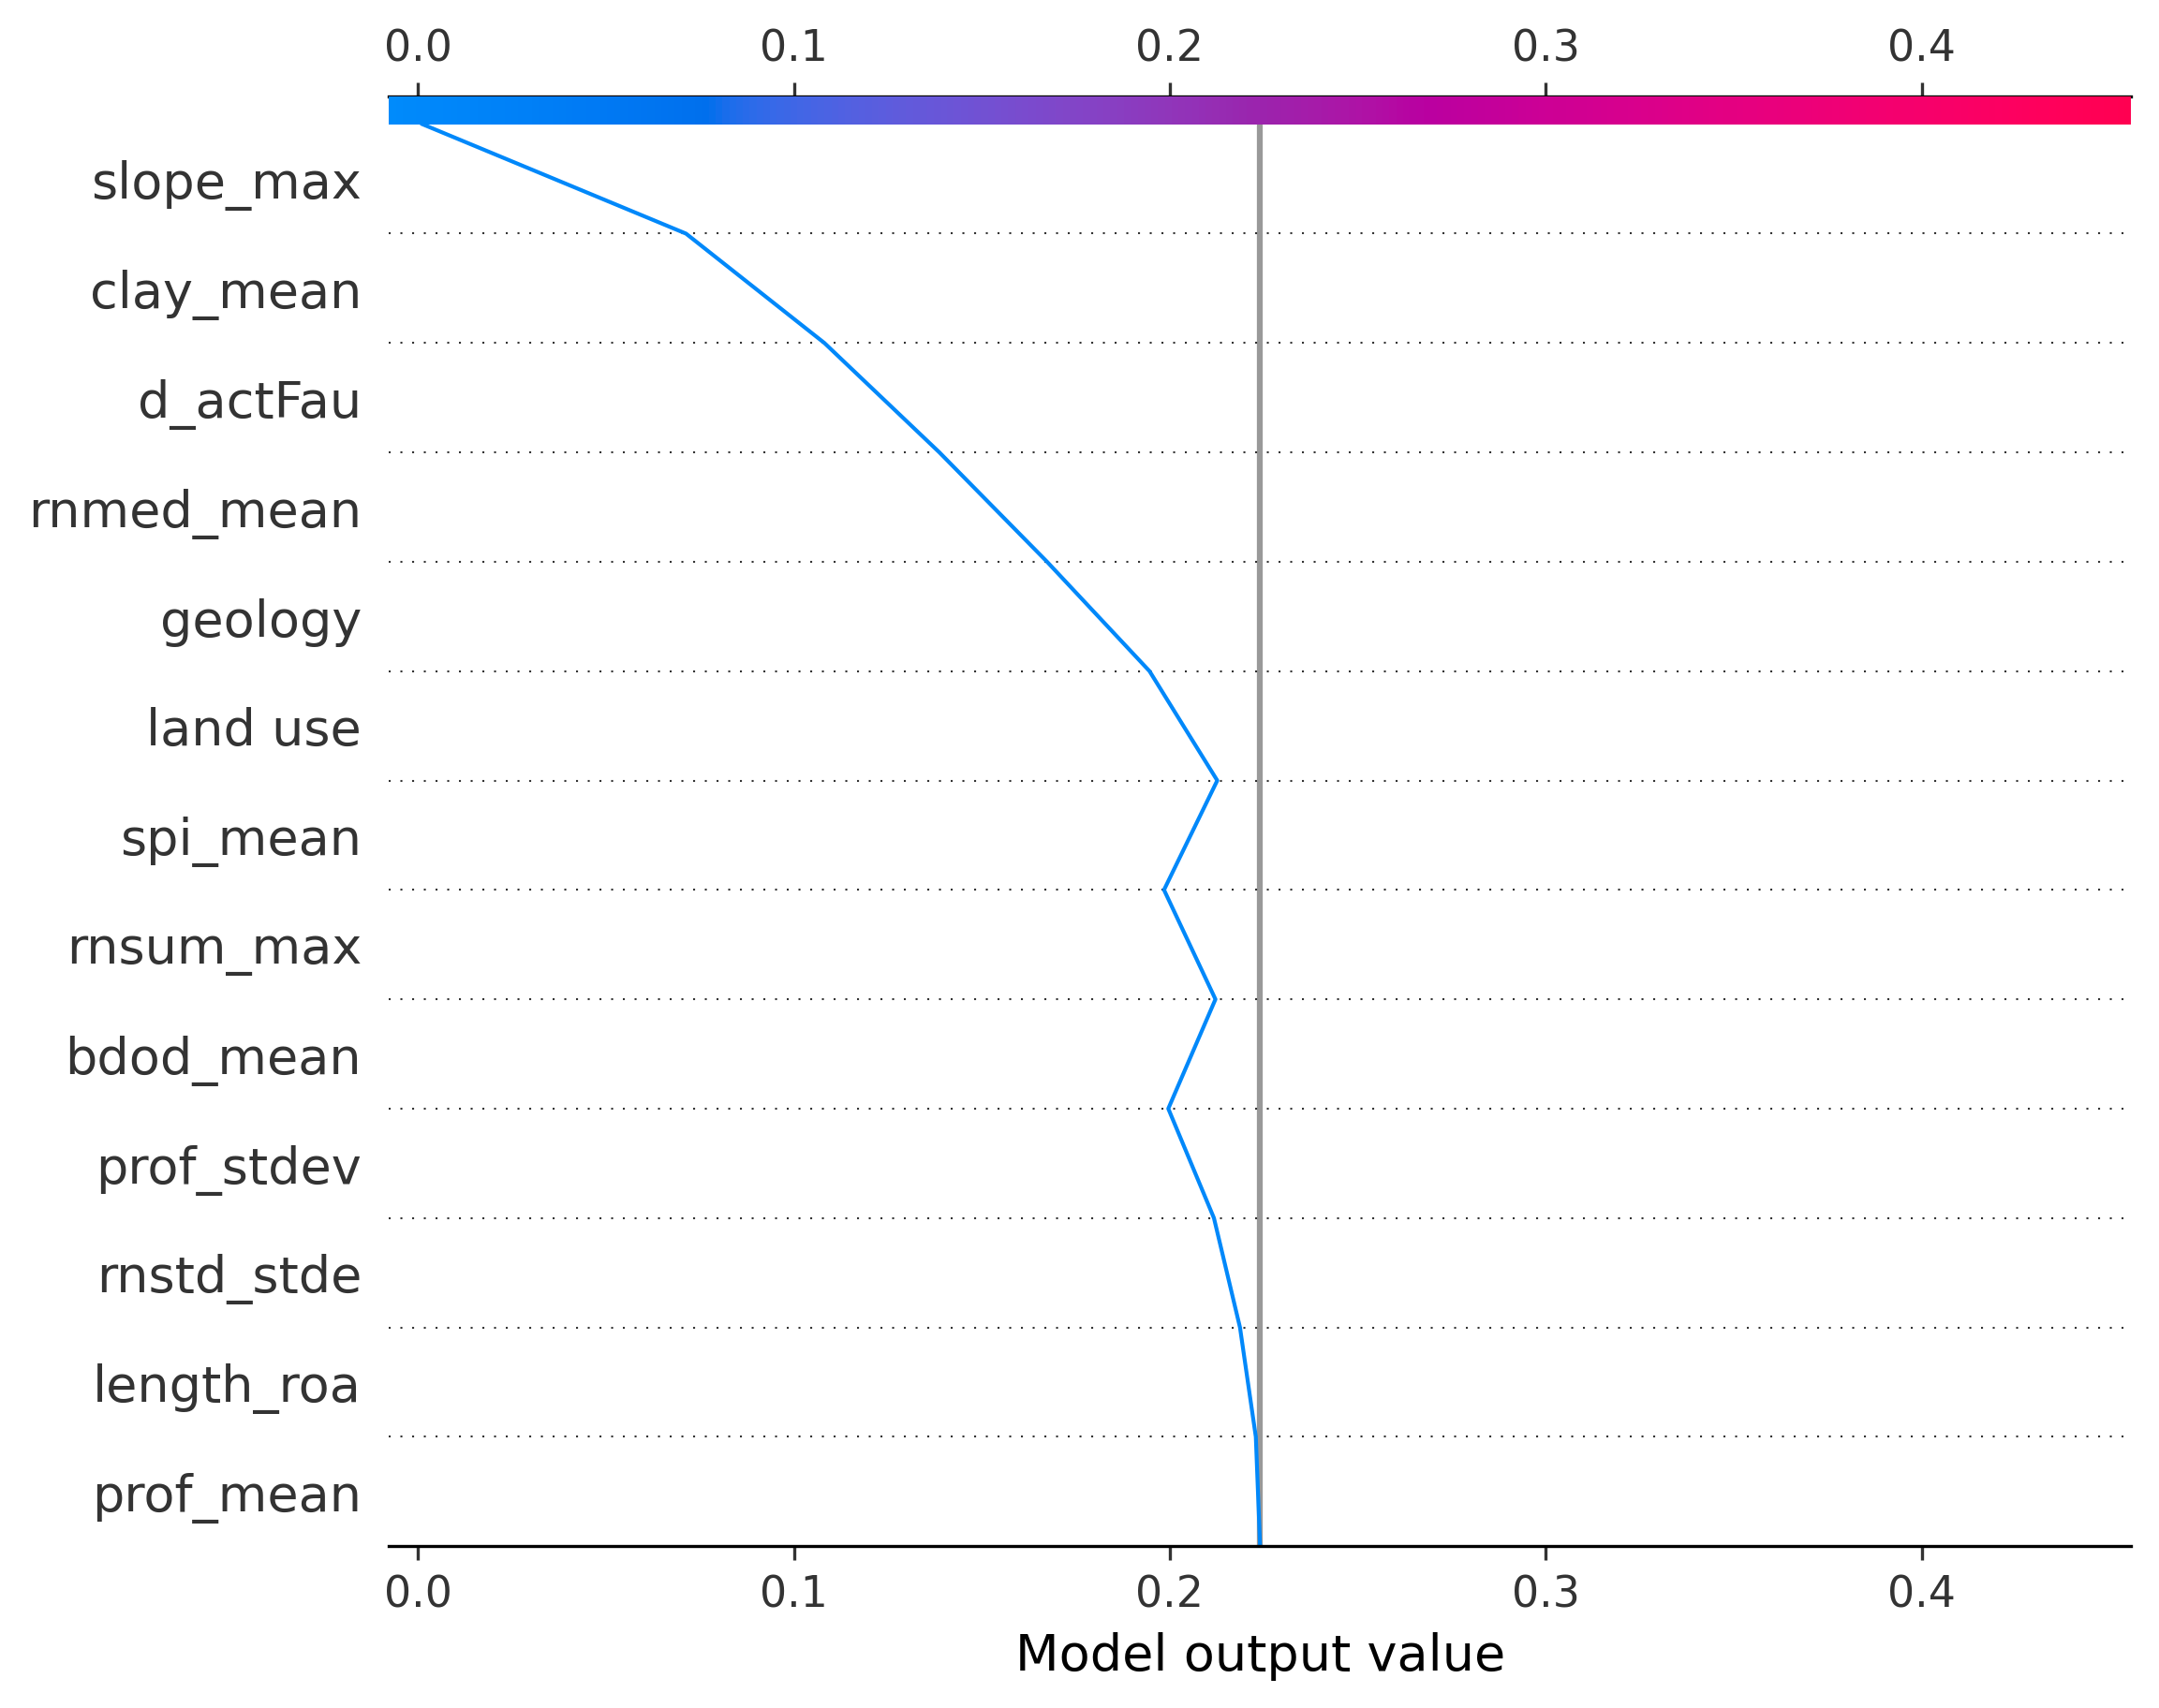 0.0 0.1 0.2 0.3 0.4
slope_max
clay_mean
d_actFau
rnmed_mean
geology
land use
spi_mean
rnsum_max
bdod_mean
prof_stdev
rnstd_stde
length_roa
prof_mean
0.0 0.1 0.2 0.3 0.4
Model output value